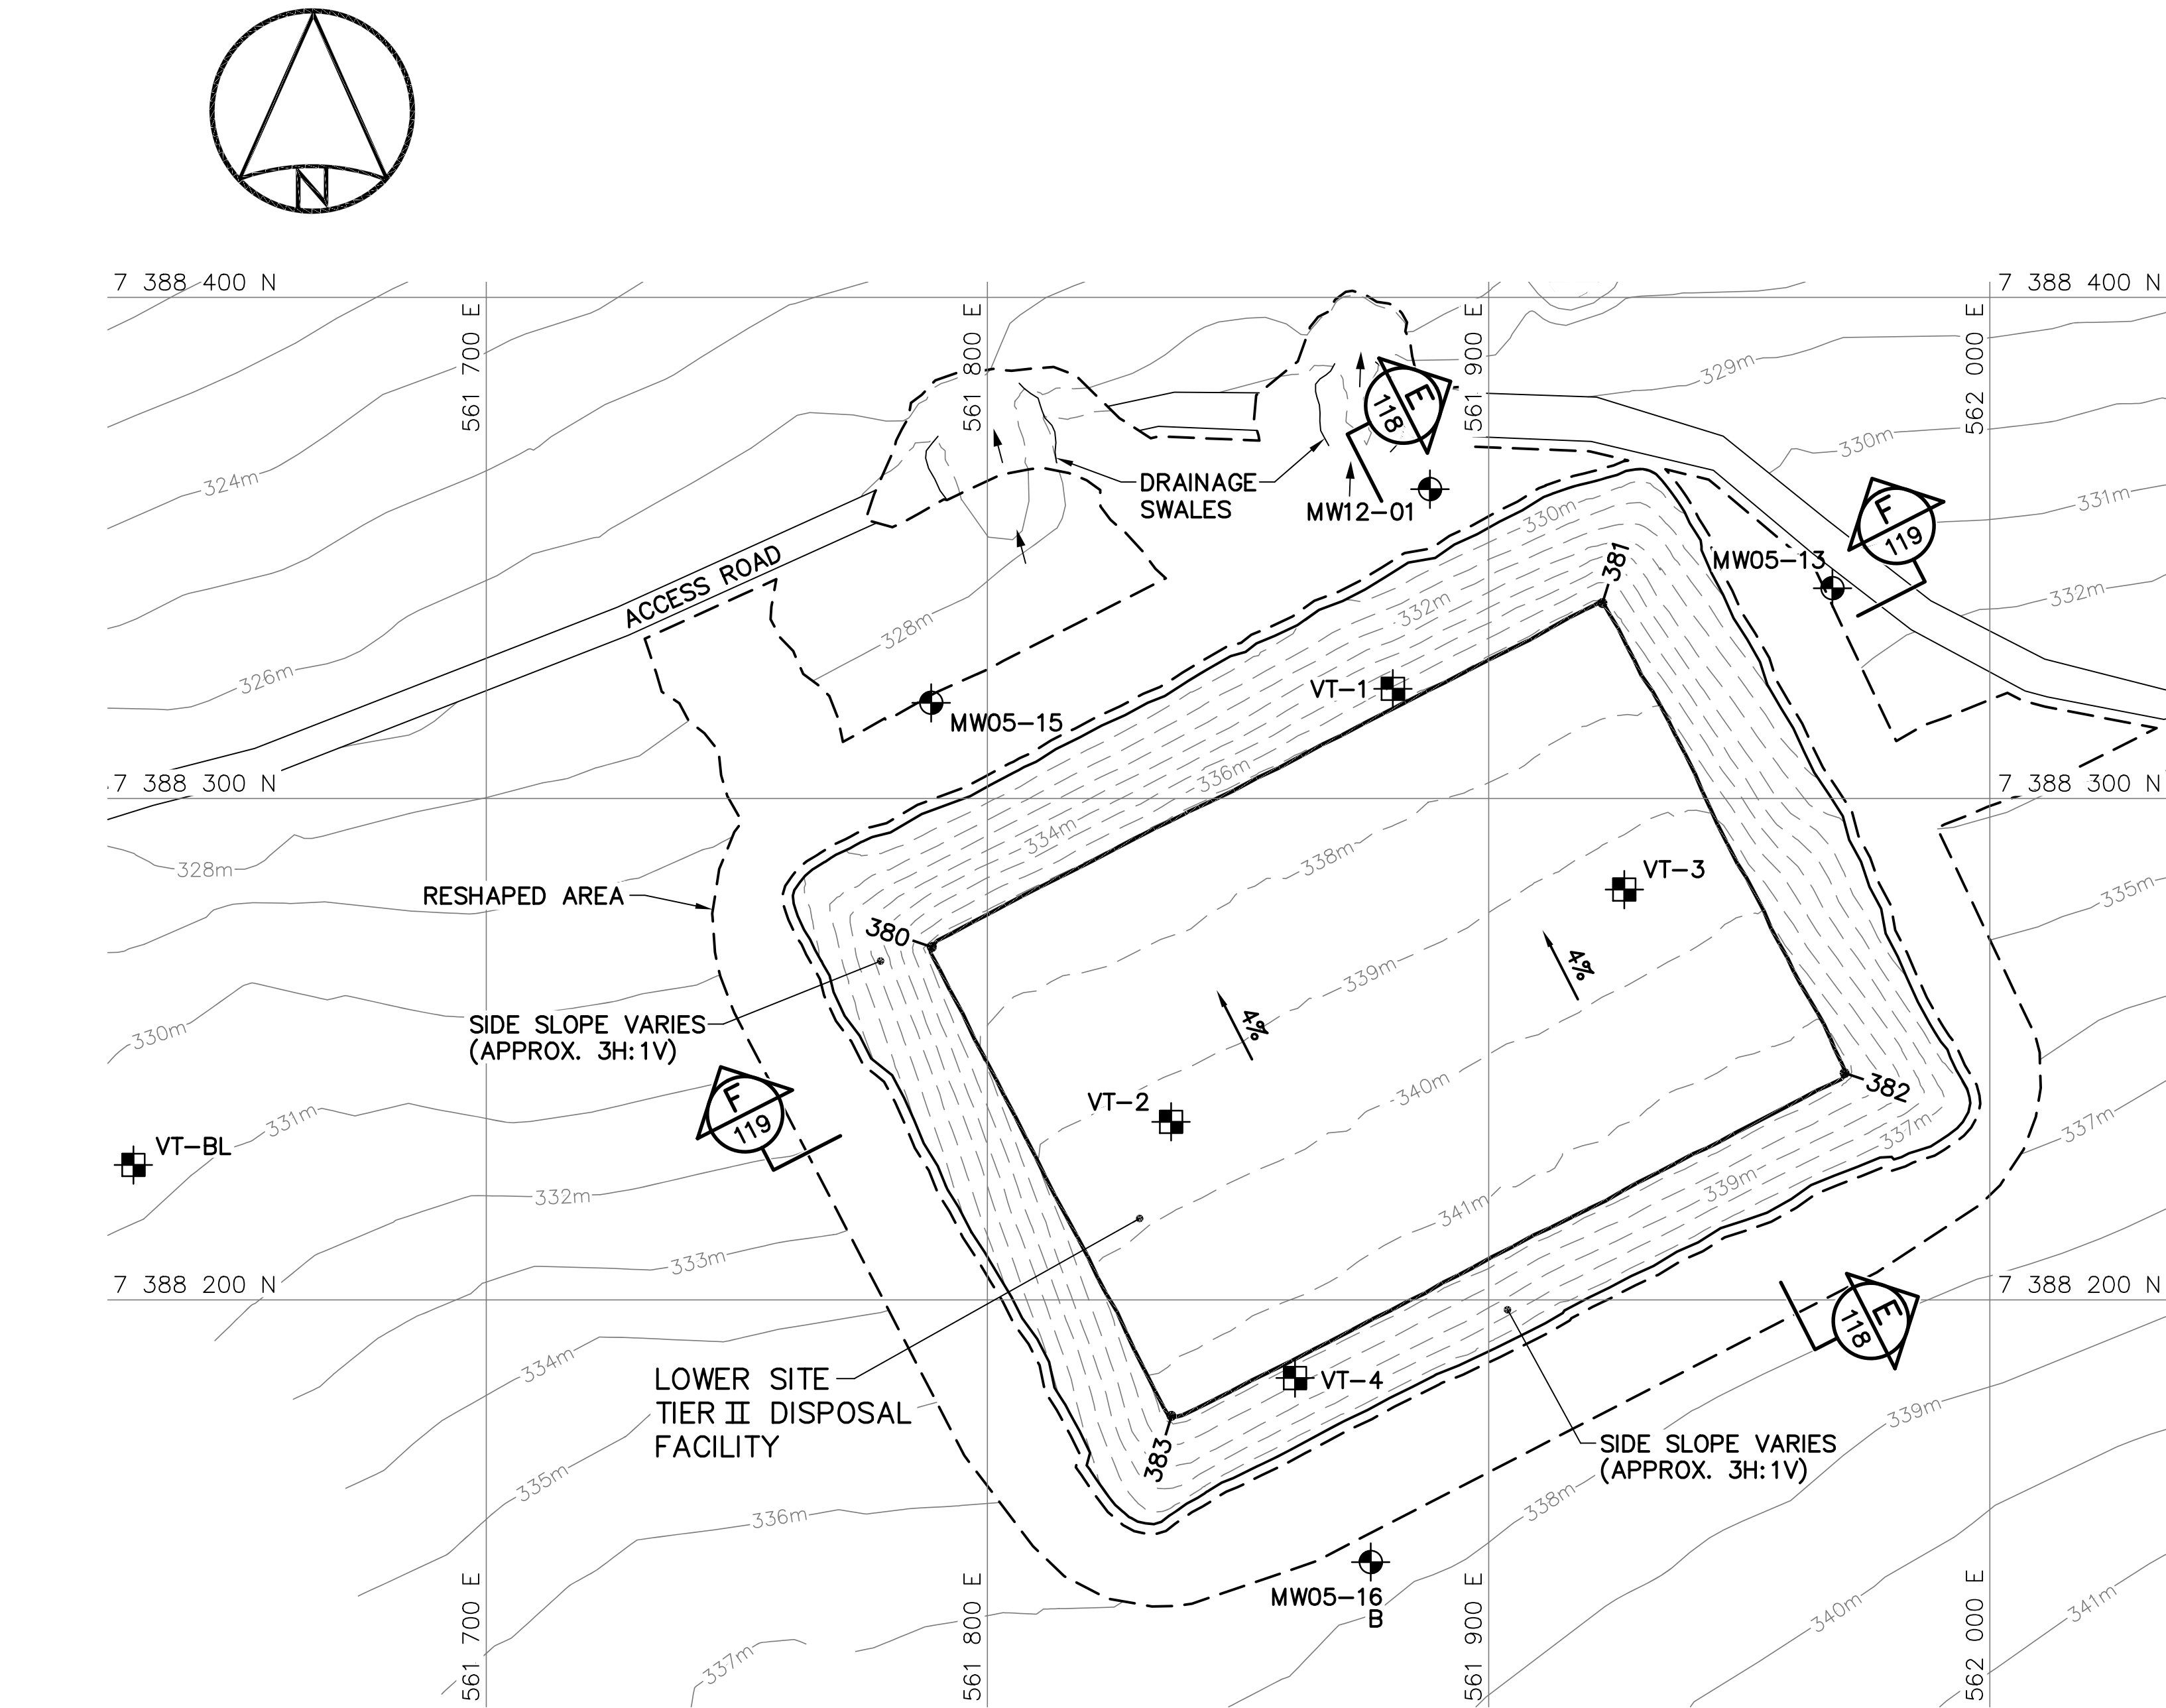 N
7 388 400 N
7 388 400 N
561 700 E
561 800 E
561 900 E
562 000 E
329m
E
118
330m
324m
DRAINAGE
SWALES
MW12-01
330m
331m
F
119
ACCESS ROAD
381
MW05-13
332m
332m
328m
326m
VT-1
MW05-15
336m
7 388 300 N
7 388 300 N
334m
338m
328m
VT-3
335m
RESHAPED AREA
380
339m
4%
SIDE SLOPE VARIES
(APPROX. 3H:1V)
330m
4%
340m
382
F
119
VT-2
331m
337m
337m
VT-BL
332m
339m
341m
333m
7 388 200 N
7 388 200 N
E
118
334m
LOWER SITE
TIER II DISPOSAL
FACILITY
VT-4
339m
383
SIDE SLOPE VARIES
(APPROX. 3H:1V)
335m
338m
336m
MW05-16
B
340m
341m
337m
561 700 E
561 800 E
561 900 E
562 000 E